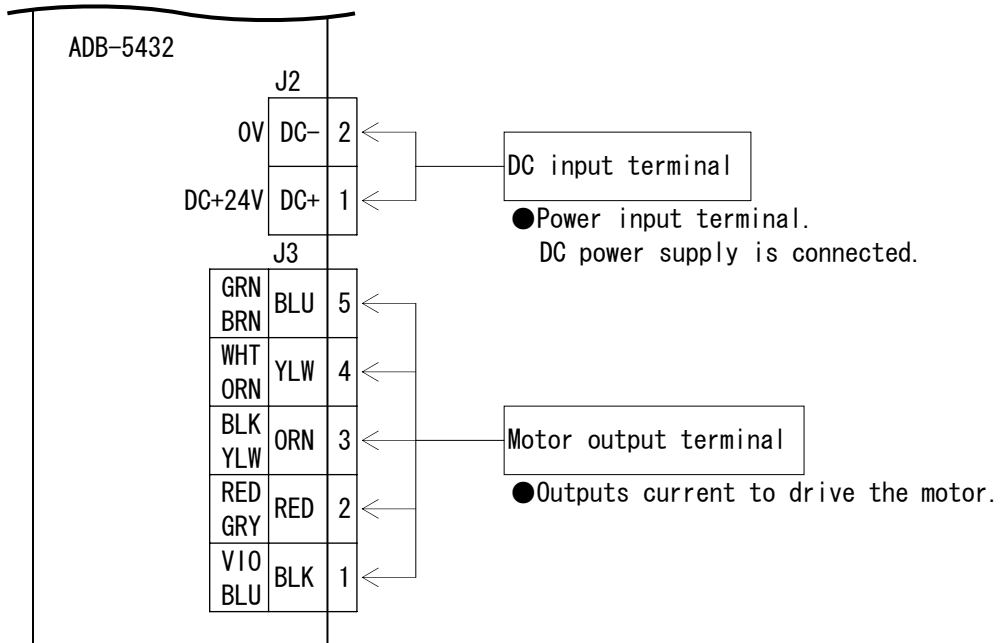 ADB-5432
J2
0V DC- 2
DC input terminal
DC+24V DC+ 1
●Power input terminal.
DC power supply is connected.
J3
GRN
BRN
BLU 5
WHT
ORN
YLW 4
BLK
YLW
ORN 3
Motor output terminal
●Outputs current to drive the motor.
RED
GRY
RED 2
VIO
BLU
BLK 1